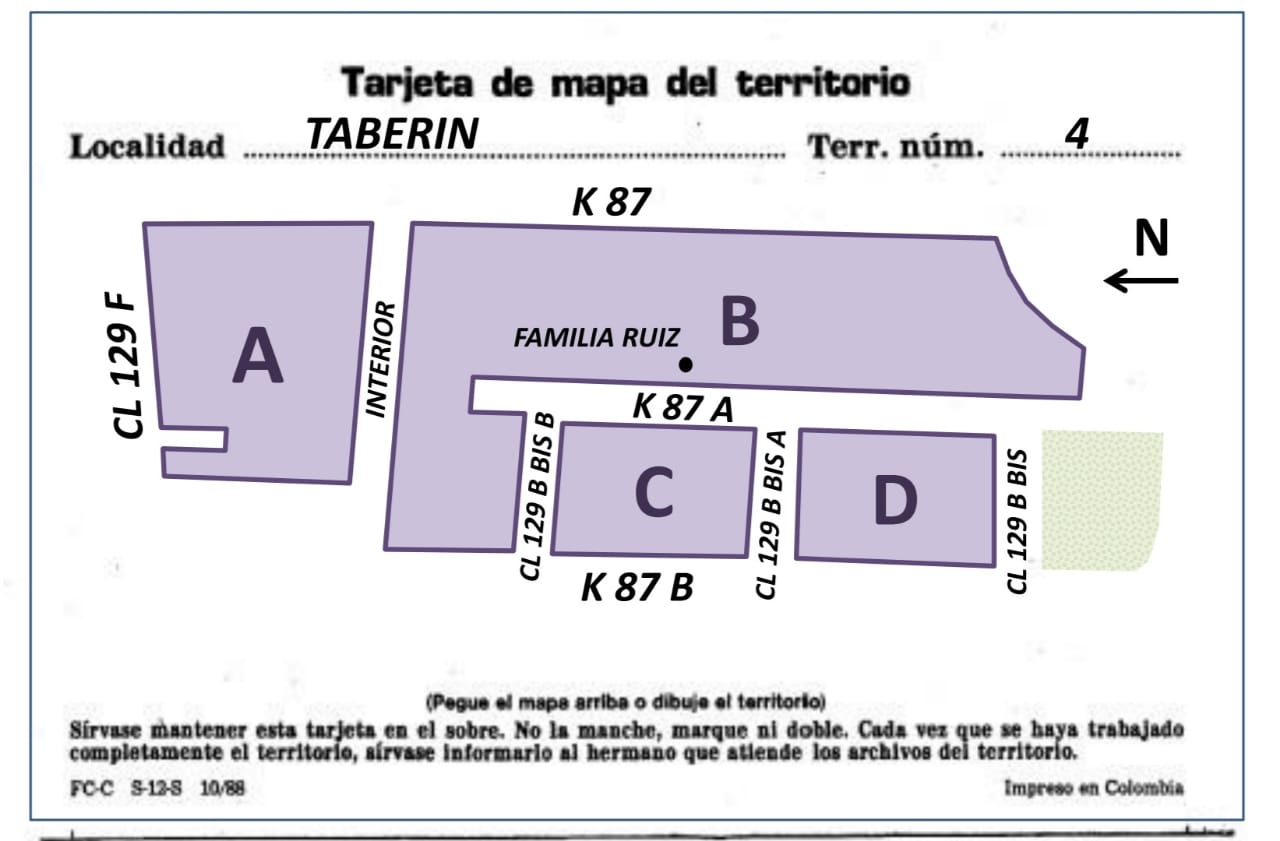 Tarjeta de mapa del territorio
Localidad TABERIN Terr. núm. 4
K 87
N
CL 129 F
A
INTERIOR
B
FAMILIA RUIZ
K 87 A
CL 129 B BIS B
C
CL 129 B BIS A
D
CL 129 B BIS
K 87 B
(Pegue el mapa arriba o dibuje el territorio)
Sírvase mantener esta tarjeta en el sobre. No la manche, marque ni doble. Cada vez que se haya trabajado
completamente el territorio, sírvase informarlo al hermano que atiende los archivos del territorio.
FC-C S-12-S 10/88 Impreso en Colombia